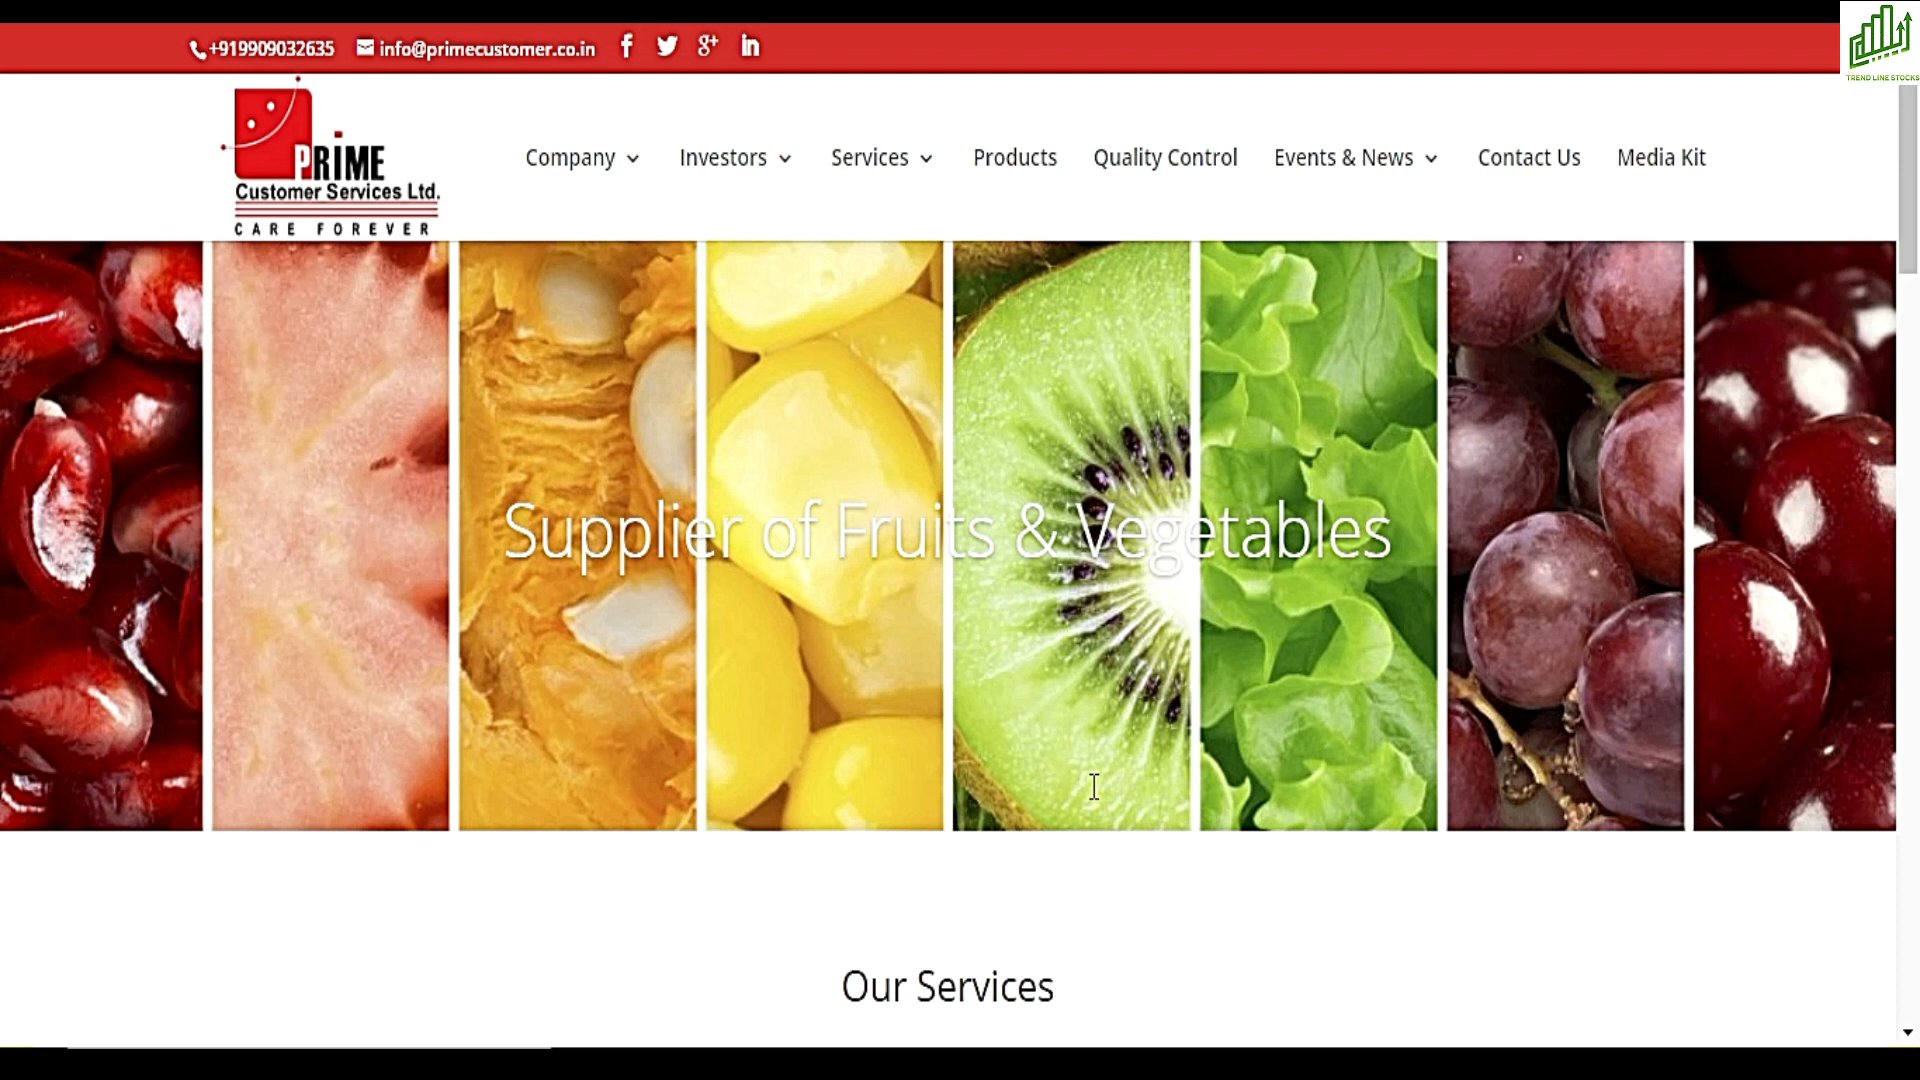 +919909032635 info@primecustomer.co.in
TREND LINE STOCKS
PRIME
Customer Services Ltd.
CARE FOREVER
Company Investors Services Products Quality Control Events & News Contact Us Media Kit
Supplier of Fruits & Vegetables
Our Services